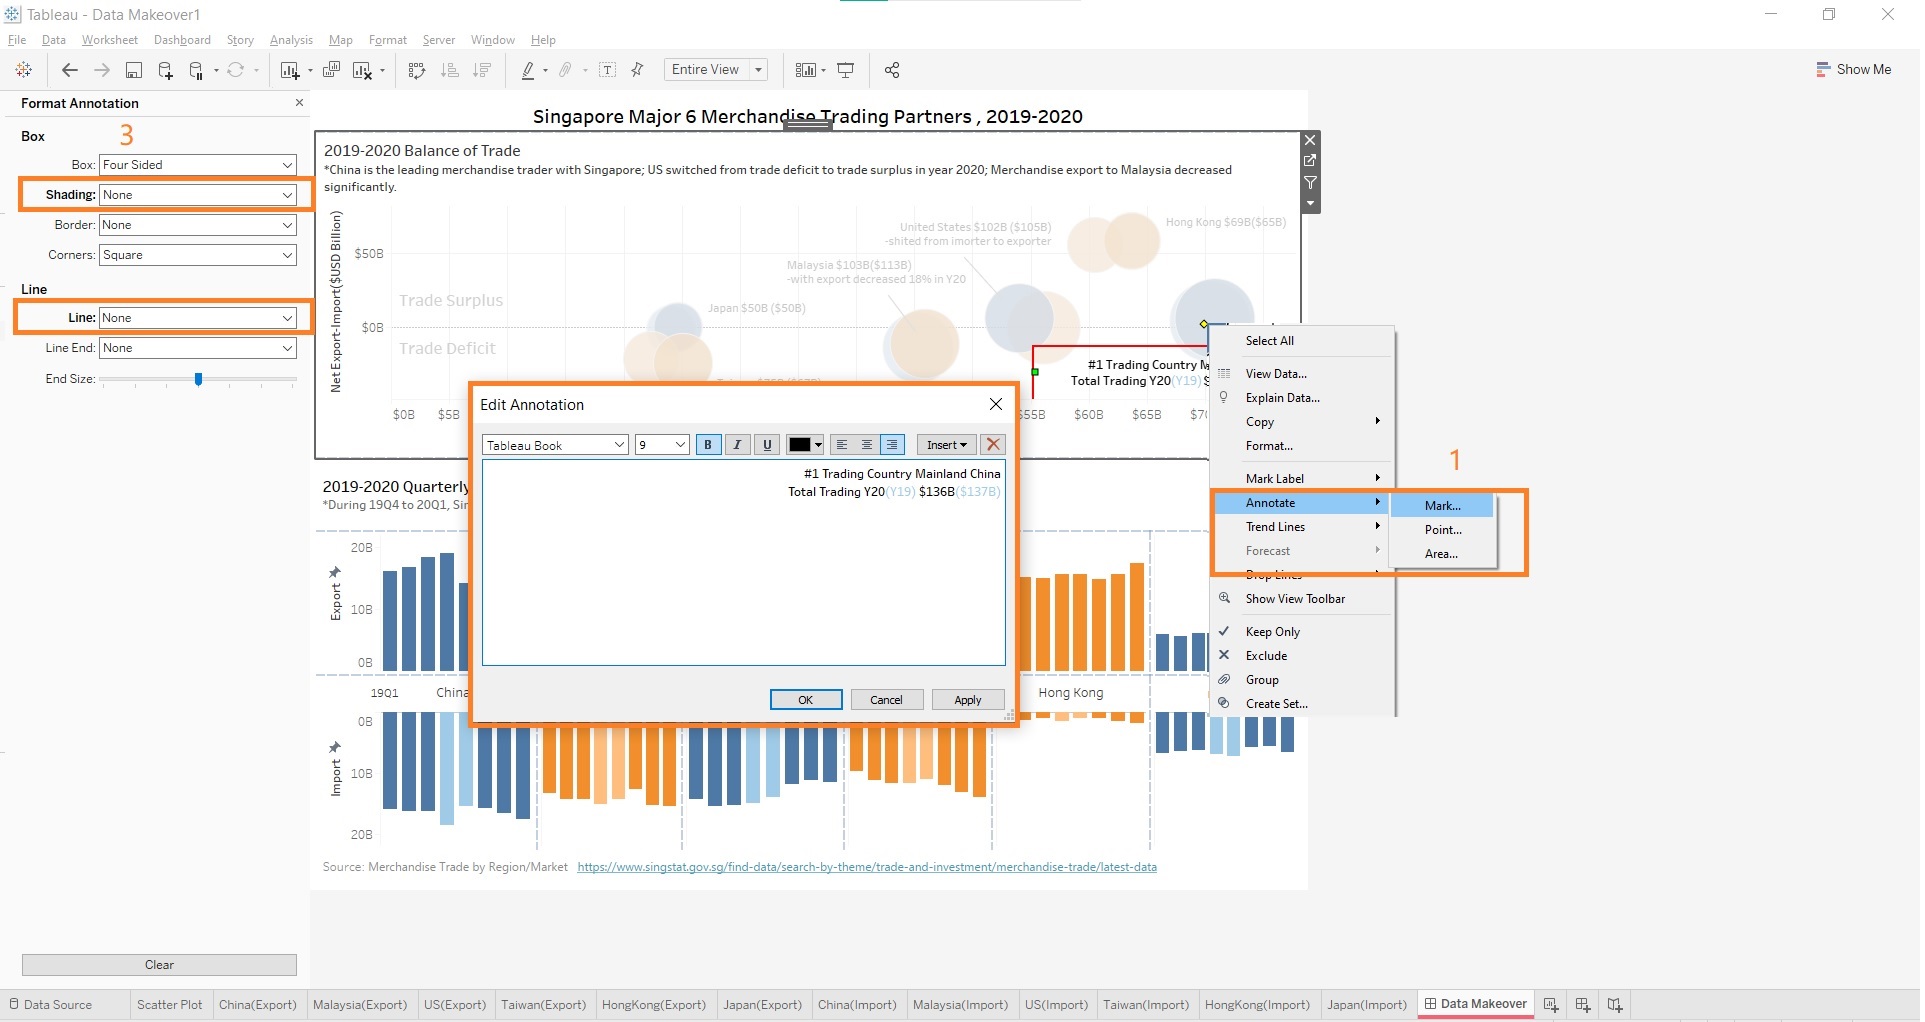 Tableau - Data Makeover1
File Data Worksheet Dashboard Story Analysis Map Format Server Window Help
Entire View
Show Me
Format Annotation
Box
3
Box: Four Sided
Shading: None
Border: None
Corners: Square
Line
Line: None
Line End: None
End Size:
Clear
Singapore Major 6 Merchandise Trading Partners , 2019-2020
2019-2020 Balance of Trade
*China is the leading merchandise trader with Singapore; US switched from trade deficit to trade surplus in year 2020; Merchandise export to Malaysia decreased
significantly.
Net Export-Import($USD Billion)
$50B
$0B
Trade Surplus
Trade Deficit
United States $102B ($105B)
-shited from imorter to exporter
Hong Kong $69B($65B)
Malaysia $103B($113B)
-with export decreased 18% in Y20
Japan $50B ($50B)
#1 Trading Country
Total Trading Y20(Y19)
$0B $5B $55B $60B $65B
Edit Annotation
Tableau Book 9 B I U Insert
#1 Trading Country Mainland China
Total Trading Y20(Y19) $136B($137B)
OK Cancel Apply
Select All
View Data...
Explain Data...
Copy
Format...
Mark Label
Annotate
Trend Lines
Forecast
Drop Lines
Show View Toolbar
Keep Only
Exclude
Group
Create Set...
1
Mark...
Point...
Area...
2019-2020 Quarterly
*During 19Q4 to 20Q1,
Export
20B
10B
0B
19Q1 China Hong Kong
Import
0B
10B
20B
Source: Merchandise Trade by Region/Market https://www.singstat.gov.sg/find-data/search-by-theme/trade-and-investment/merchandise-trade/latest-data
Data Source Scatter Plot China(Export) Malaysia(Export) US(Export) Taiwan(Export) HongKong(Export) Japan(Export) China(Import) Malaysia(Import) US(Import) Taiwan(Import) HongKong(Import) Japan(Import) Data Makeover